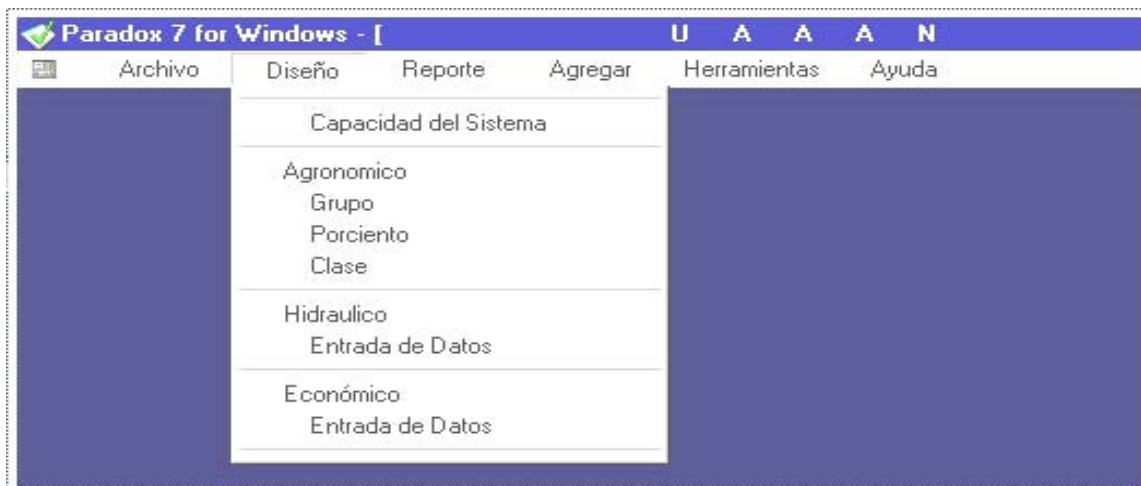 Paradox 7 for Windows - [ U A A A N
Archivo Diseño Reporte Agregar Herramientas Ayuda
Capacidad del Sistema
Agronomico
Grupo
Porciento
Clase
Hidraulico
Entrada de Datos
Económico
Entrada de Datos